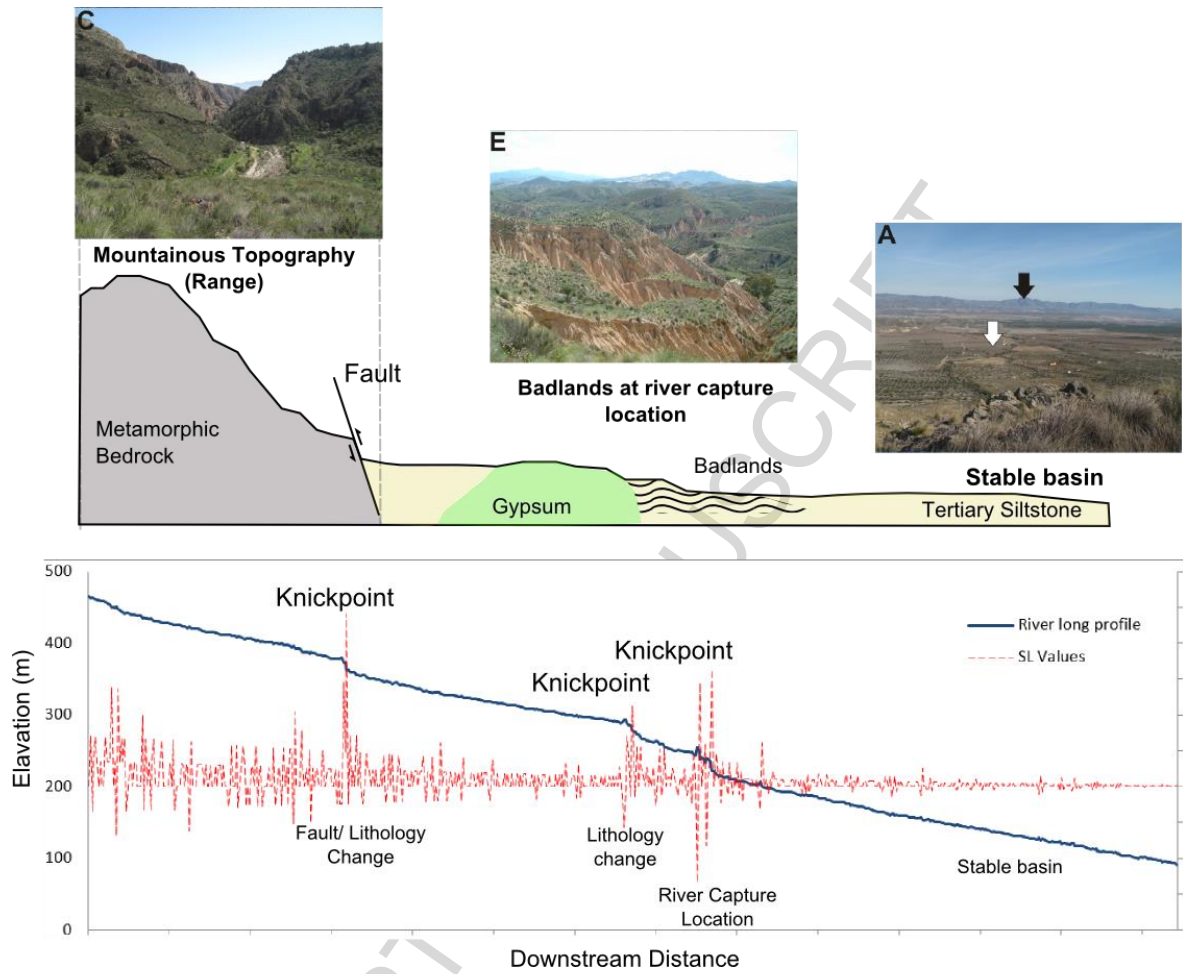 C
Mountainous Topography
(Range)
E
Badlands at river capture
location
A
Stable basin
Fault
Metamorphic
Bedrock
Gypsum
Badlands
Tertiary Siltstone
USCRIPT
500
400
300
200
100
0
Elavation (m)
Knickpoint
Knickpoint
Knickpoint
River long profile
SL Values
Fault/ Lithology
Change
Lithology
change
River Capture
Location
Stable basin
Downstream Distance